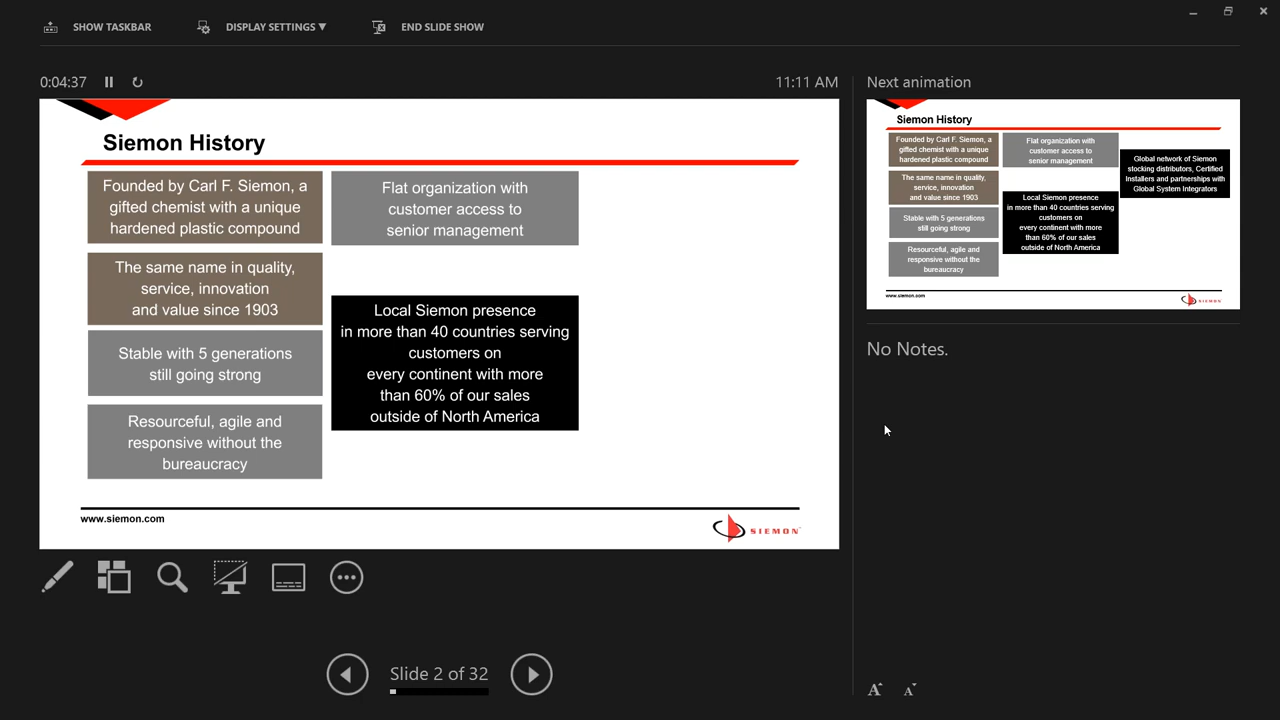 SHOW TASKBAR
DISPLAY SETTINGS ▼
END SLIDE SHOW
0:04:37
11:11 AM
Siemon History
Founded by Carl F. Siemon, a
gifted chemist with a unique
hardened plastic compound
The same name in quality,
service, innovation
and value since 1903
Stable with 5 generations
still going strong
Resourceful, agile and
responsive without the
bureaucracy
Flat organization with
customer access to
senior management
Local Siemon presence
in more than 40 countries serving
customers on
every continent with more
than 60% of our sales
outside of North America
www.siemon.com
SIEMON
Slide 2 of 32
Next animation
Siemon History
Founded by Carl F. Siemon, a
gifted chemist with a unique
hardened plastic compound
The same name in quality,
service, innovation
and value since 1903
Stable with 5 generations
still going strong
Resourceful, agile and
responsive without the
bureaucracy
Flat organization with
customer access to
senior management
Local Siemon presence
in more than 40 countries serving
customers on
every continent with more
than 60% of our sales
outside of North America
Global network of Siemon
stocking distributors, Certified
Installers and partnerships with
Global System Integrators
www.siemon.com
SIEMON
No Notes.
A A